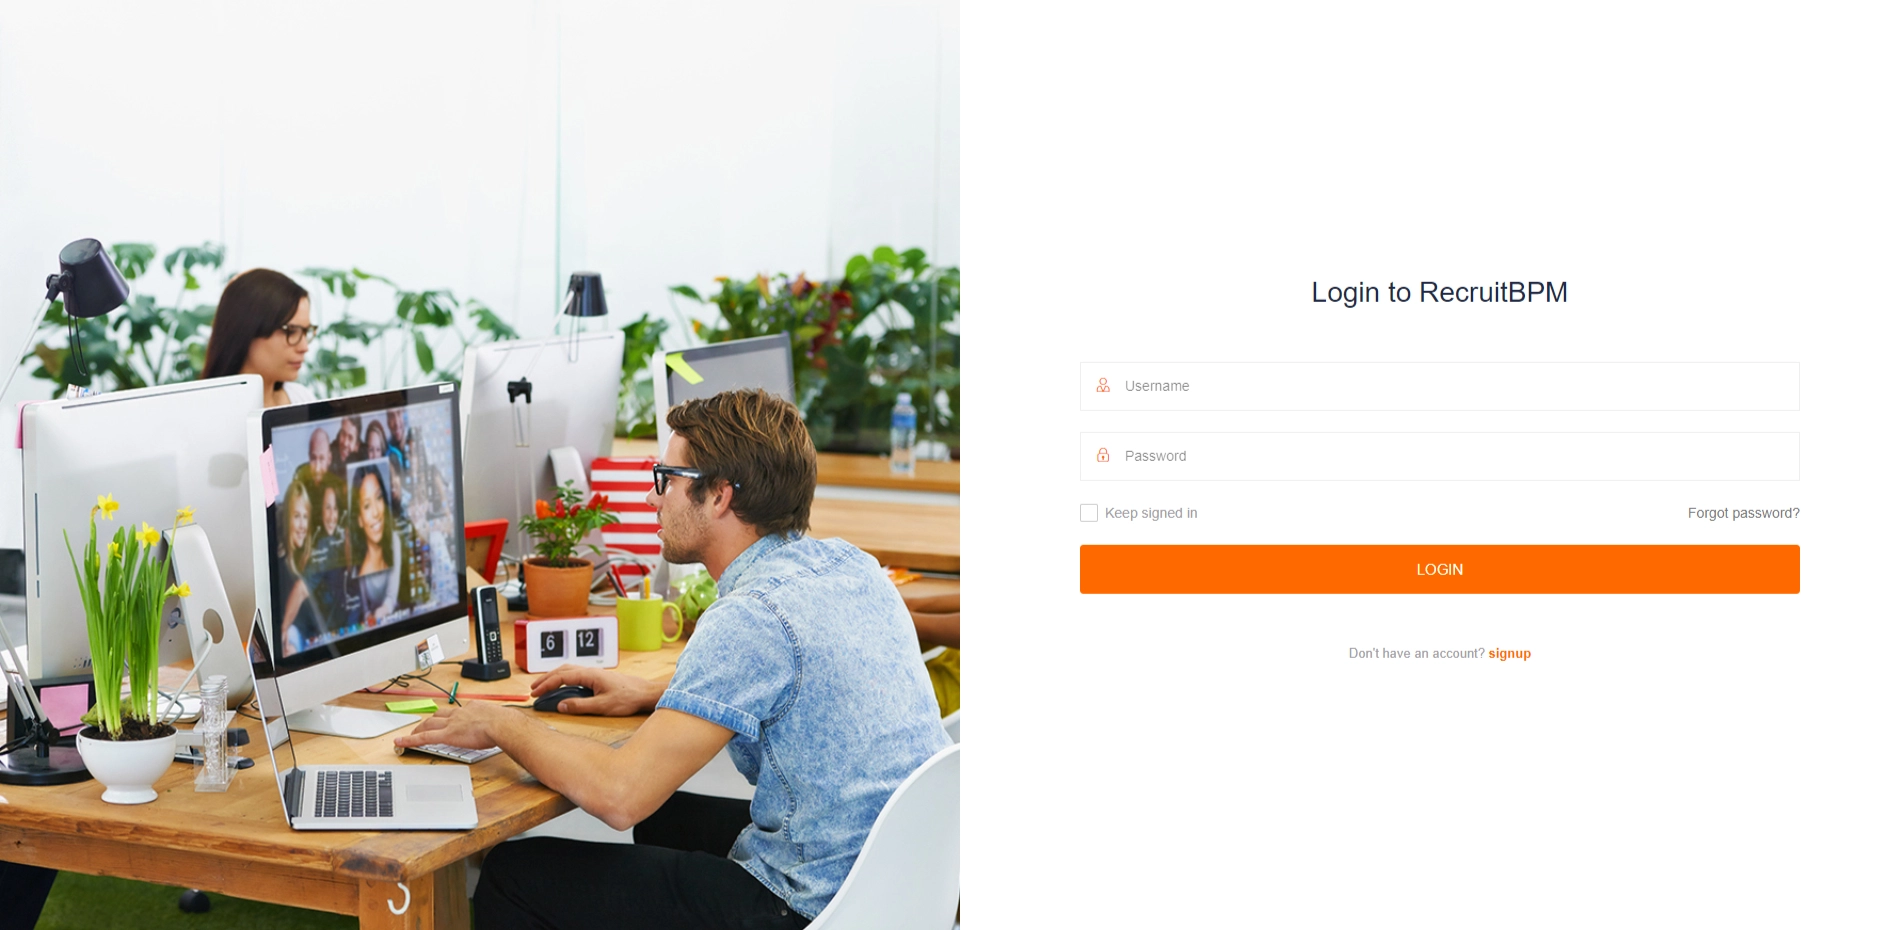 6 12
Login to RecruitBPM
Username
Password
Keep signed in
Forgot password?
LOGIN
Don't have an account? signup